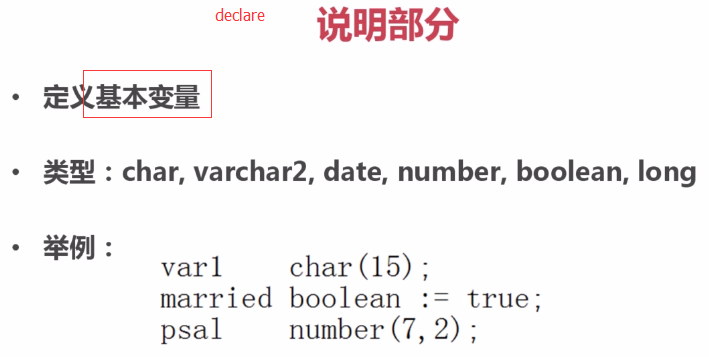 declare
说明部分
• 定义基本变量
• 类型：char, varchar2, date, number, boolean, long
• 举例：
var1 char(15);
married boolean := true;
psal number(7,2);